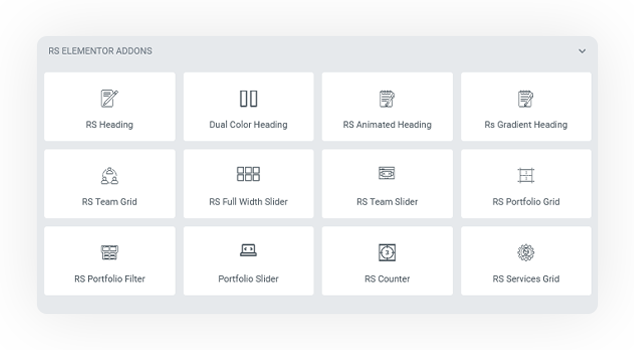 RS ELEMENTOR ADDONS
RS Heading
Dual Color Heading
RS Animated Heading
Rs Gradient Heading
RS Team Grid
RS Full Width Slider
RS Team Slider
RS Portfolio Grid
RS Portfolio Filter
Portfolio Slider
3
RS Counter
RS Services Grid